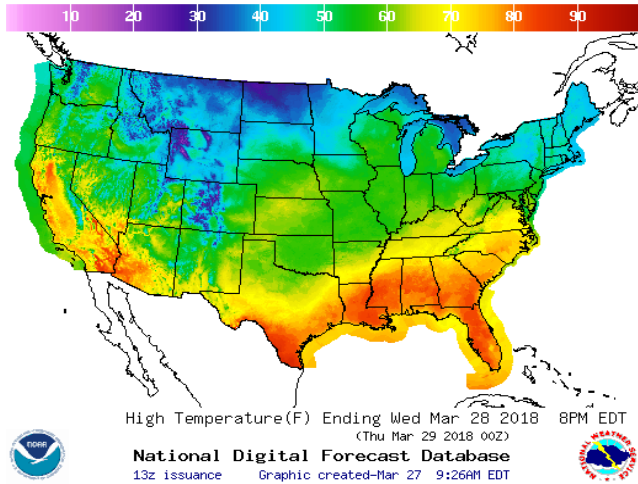 10 20 30 40 50 60 70 80 90
High Temperature(F) Ending Wed Mar 28 2018 8PM EDT
(Thu Mar 29 2018 00Z)
National Digital Forecast Database
13z issuance Graphic created-Mar 27 9:26AM EDT
noaa
NATIONAL WEATHER SERVICE